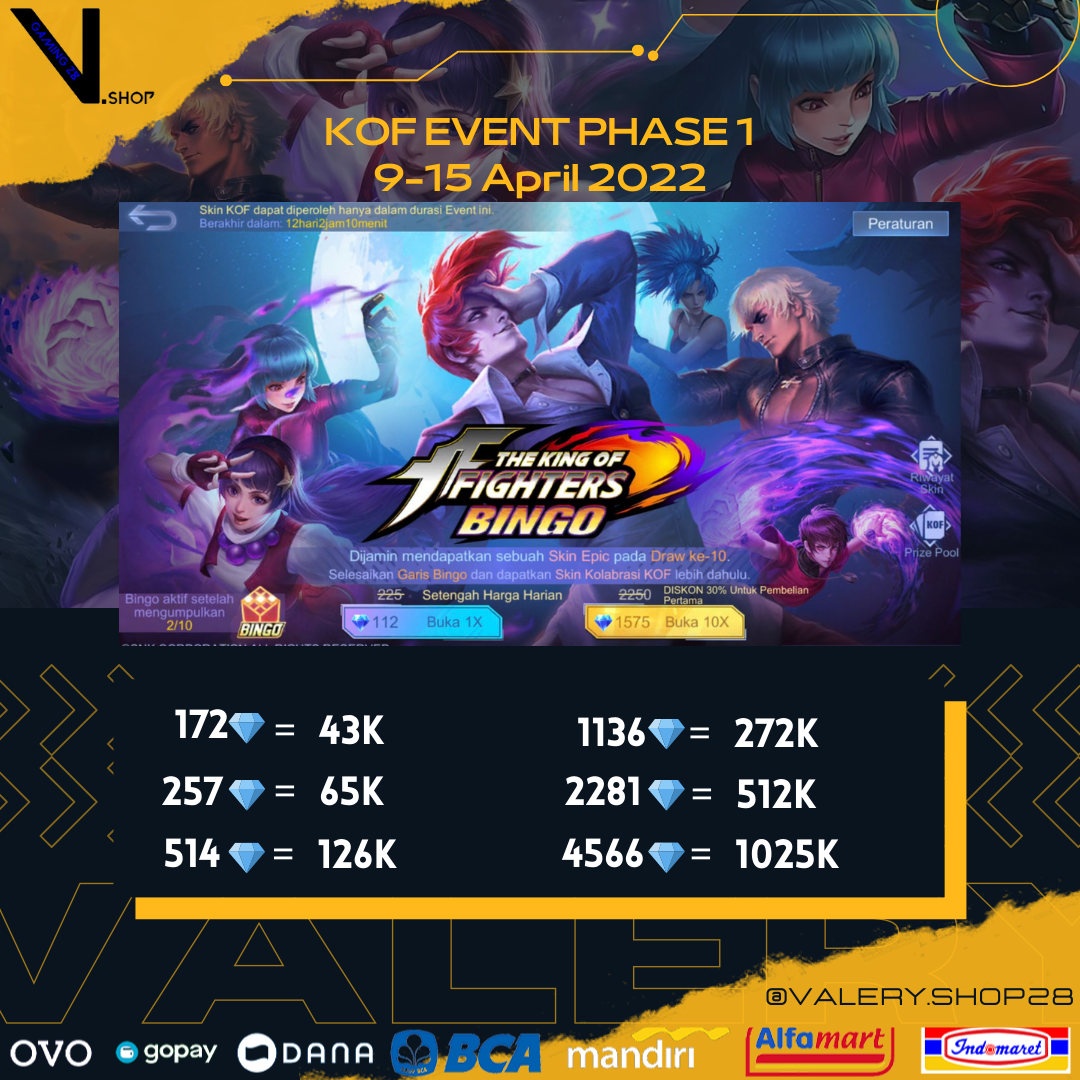 GAMING 28
V.SHOP
KOF EVENT PHASE 1
9-15 April 2022
Skin KOF dapat diperoleh hanya dalam durasi Event ini.
Berakhir dalam: 12hari2jam10menit
Peraturan
THE KING OF
FIGHTERS
BINGO
Riwayat
Skin
KOF
Prize Pool
Dijamin mendapatkan sebuah Skin Epic pada Draw ke-10.
Selesaikan Garis Bingo dan dapatkan Skin Kolabrasi KOF lebih dahulu.
Bingo aktif setelah
mengumpulkan
2/10
BINGO
225 Setengah Harga Harian
112 Buka 1X
2250 DISKON 30% Untuk Pembelian
Pertama
1575 Buka 10X
172 = 43K
257 = 65K
514 = 126K
1136 = 272K
2281 = 512K
4566 = 1025K
VALERY
@VALERY.SHOP28
OVO gopay DANA BCA mandiri Alfamart Indomaret